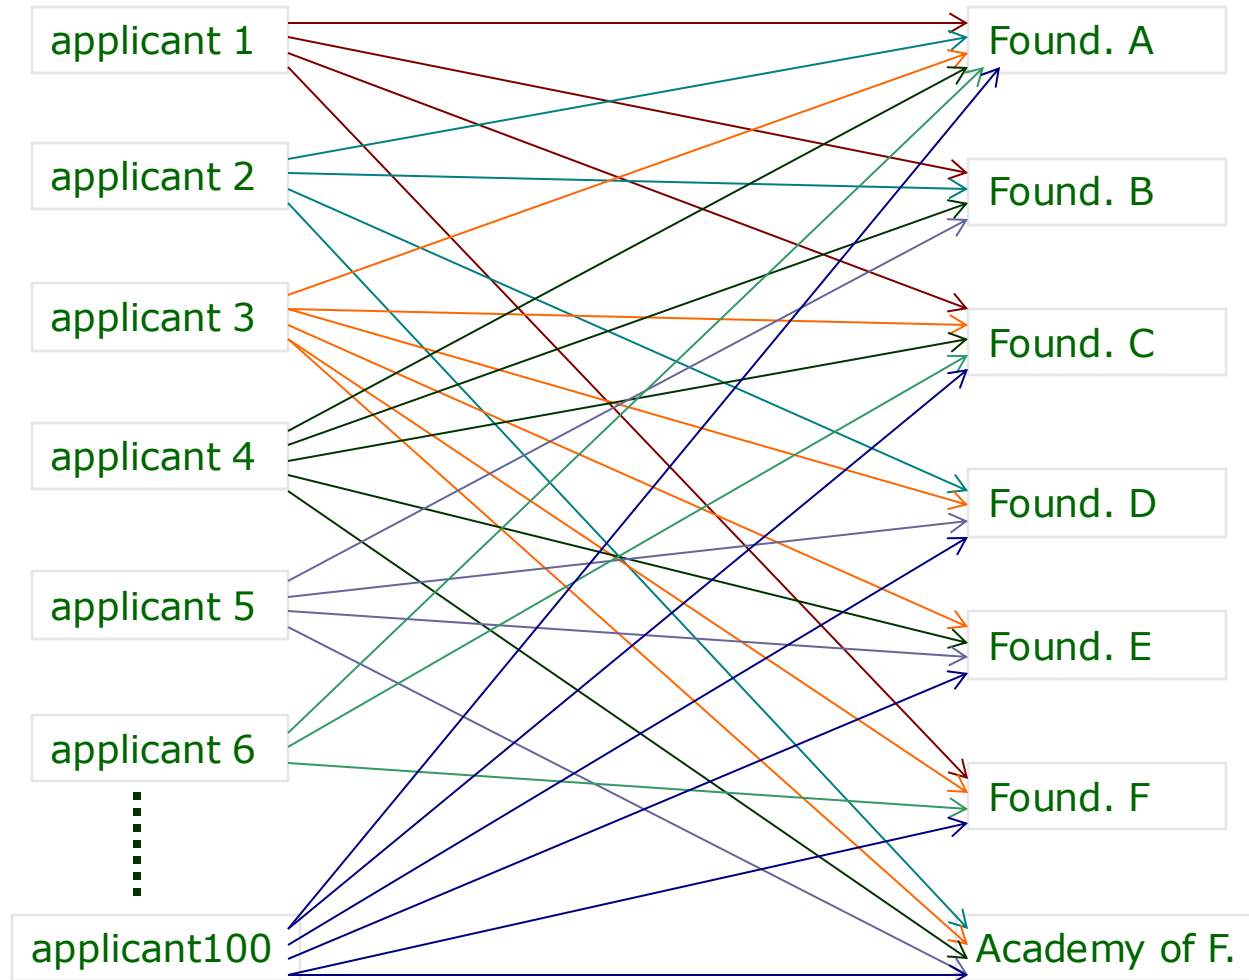 applicant 1
applicant 2
applicant 3
applicant 4
applicant 5
applicant 6
applicant100
Found. A
Found. B
Found. C
Found. D
Found. E
Found. F
Academy of F.